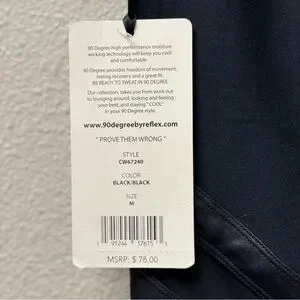 90 Degree high performance moisture
wicking technology will keep you cool
and comfortable
90 Degree provides freedom of movement,
lasting recovery and a great fit.
BE READY TO SWEAT IN 90 DEGREE
Our collection, takes you from work out
to lounging around, looking and feeling
your best, and staying "COOL"
in your 90 Degree style.
www.90degreebyreflex.com
" PROVE THEM WRONG "
STYLE
CW67240
COLOR
BLACK/BLACK
SIZE
M
91244 17615
MSRP: $ 78.00